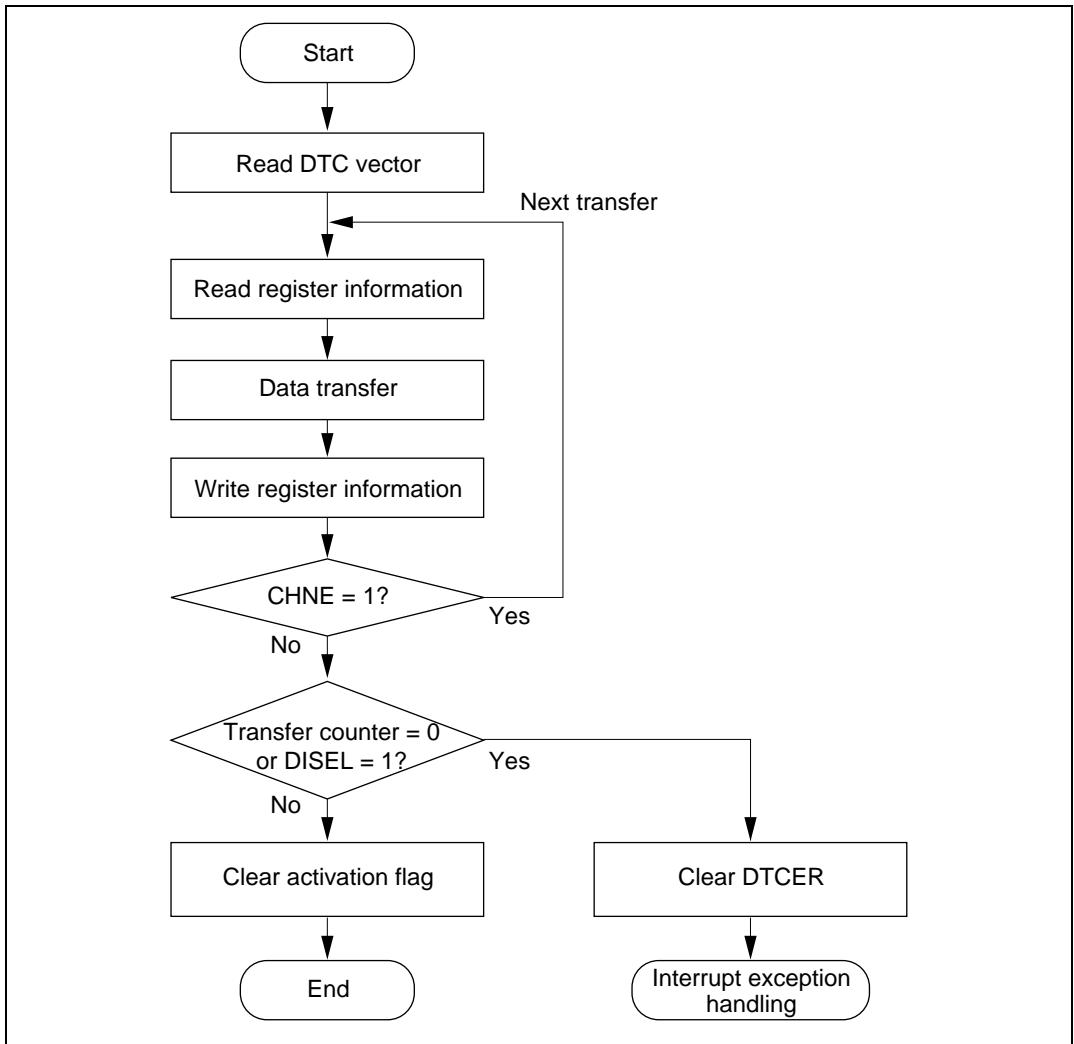 Start
Read DTC vector
Next transfer
Read register information
Data transfer
Write register information
CHNE = 1?
Yes
No
Transfer counter = 0
or DISEL = 1?
Yes
No
Clear activation flag
Clear DTCER
End
Interrupt exception
handling